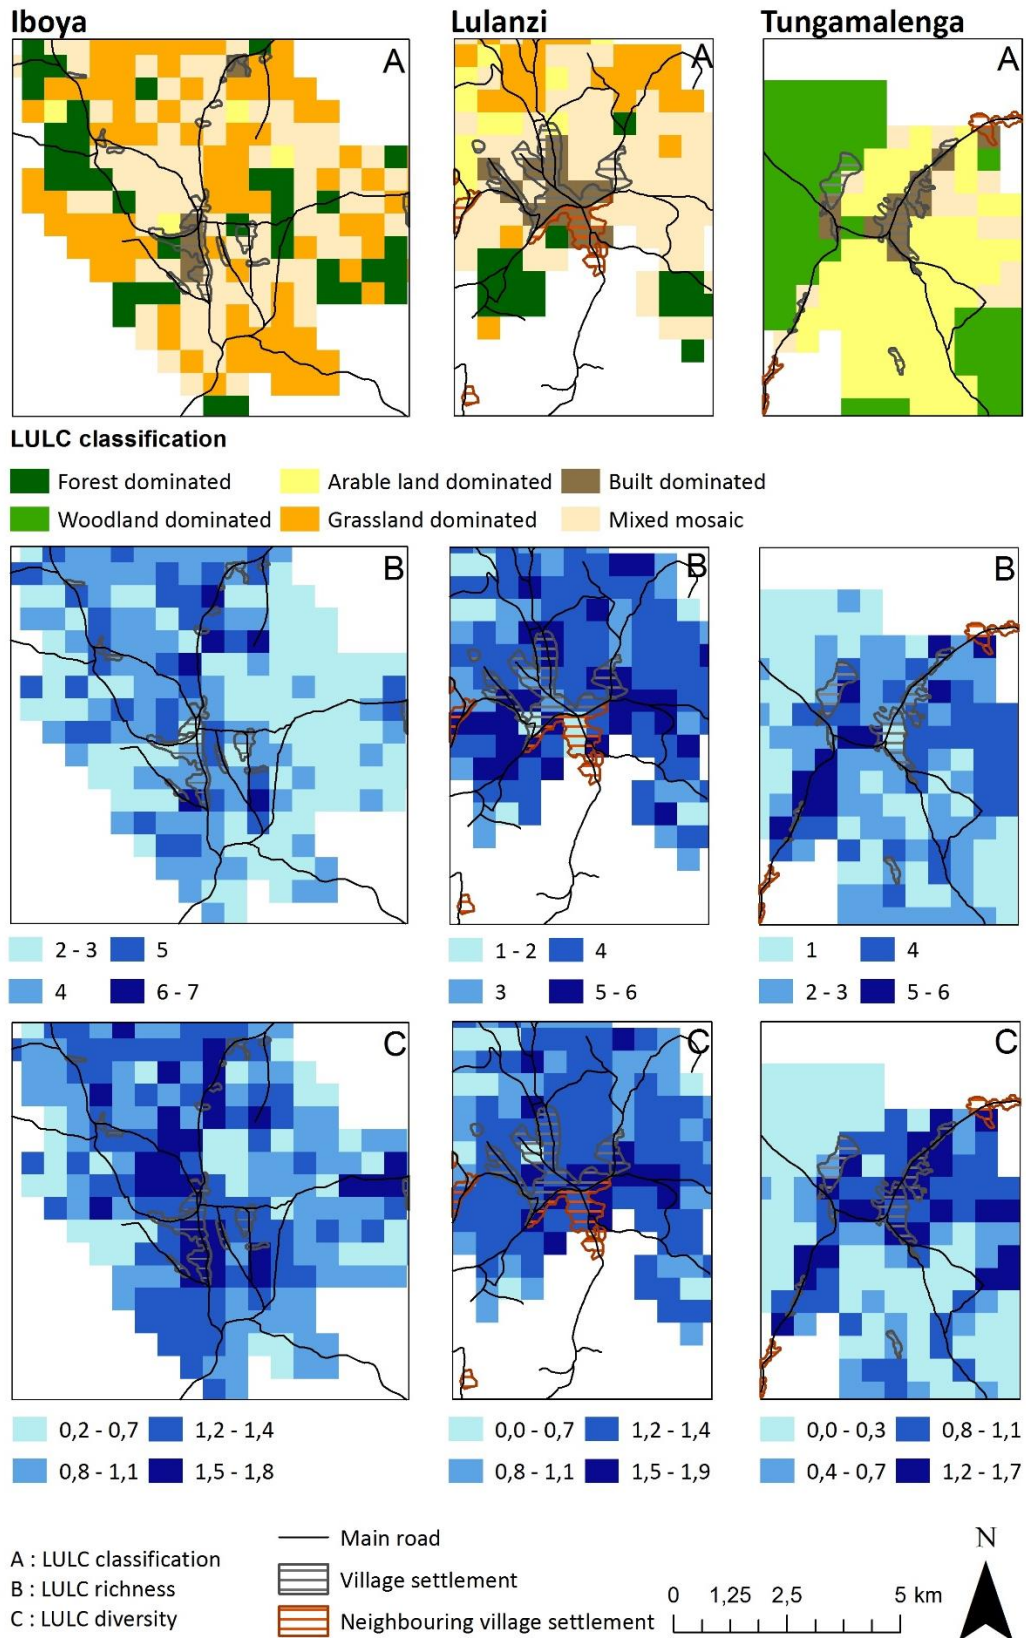 Iboya Lulanzi Tungamalenga
A A A
LULC classification
Forest dominated Arable land dominated Built dominated
Woodland dominated Grassland dominated Mixed mosaic
B B B
2 - 3 5 1 - 2 4 1 4
4 6 - 7 3 5 - 6 2 - 3 5 - 6
C C C
0,2 - 0,7 1,2 - 1,4 0,0 - 0,7 1,2 - 1,4 0,0 - 0,3 0,8 - 1,1
0,8 - 1,1 1,5 - 1,8 0,8 - 1,1 1,5 - 1,9 0,4 - 0,7 1,2 - 1,7
A : LULC classification
B : LULC richness
C : LULC diversity
Main road
Village settlement
Neighbouring village settlement
0 1,25 2,5 5 km
N